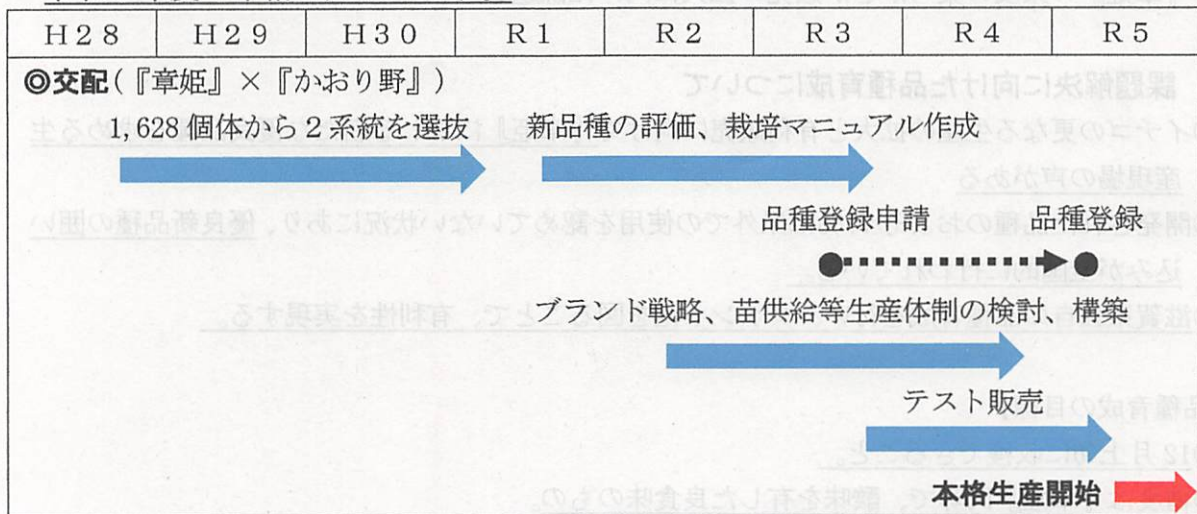 H28 H29 H30 R1 R2 R3 R4 R5
◎交配(『章姫』×『かおり野』)
1,628個体から2系統を選抜 新品種の評価、栽培マニュアル作成
品種登録申請 品種登録
ブランド戦略、苗供給等生産体制の検討、構築
テスト販売
本格生産開始